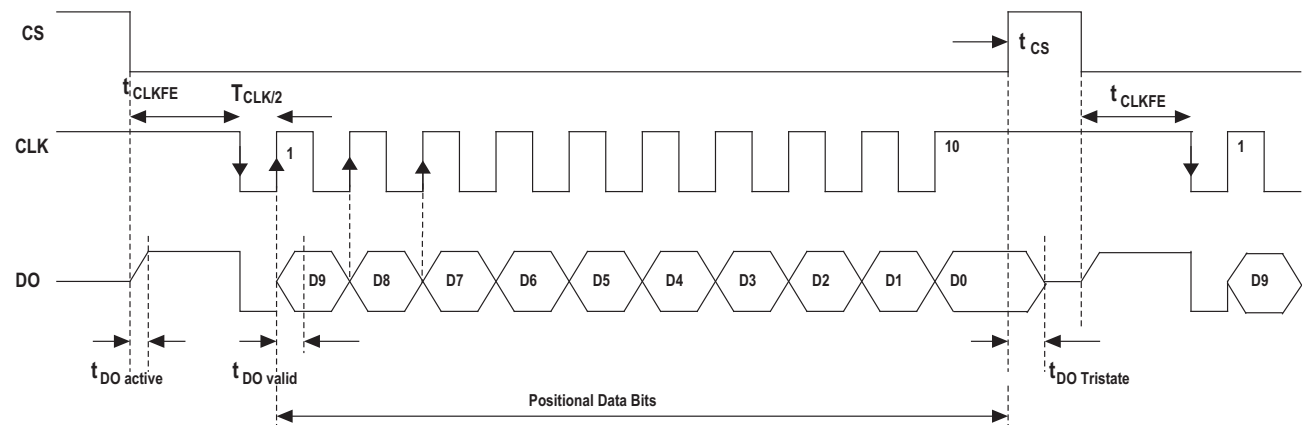 CS
t CS
t CLKFE
T CLK/2
t CLKFE
CLK
1
10
1
DO
D9
D8
D7
D6
D5
D4
D3
D2
D1
D0
D9
t DO active
t DO valid
t DO Tristate
Positional Data Bits